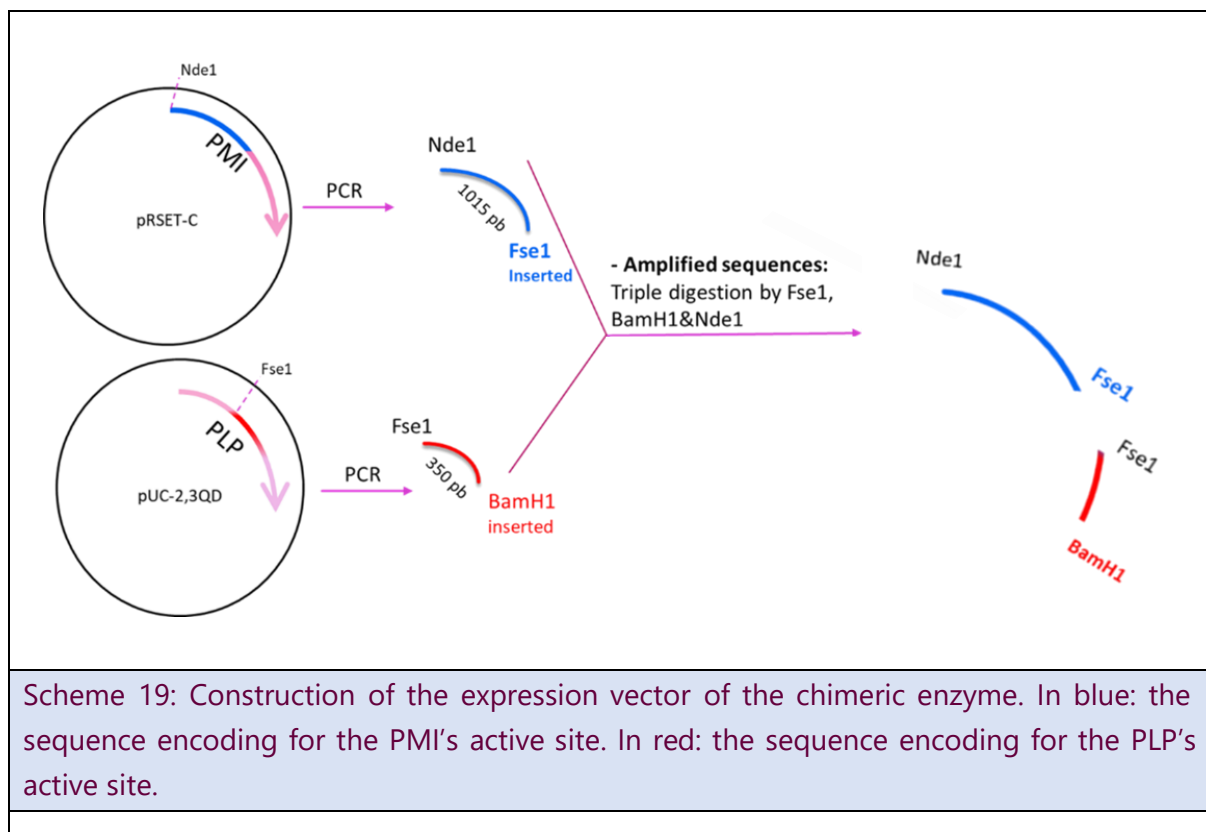 Nde1
PMI
pRSET-C
PCR
Nde1
1015 pb
Fse1
Inserted
- Amplified sequences:
Triple digestion by Fse1,
BamH1&Nde1
Nde1
Fse1
Fse1
BamH1
Fse1
PLP
pUC-2,3QD
PCR
Fse1
350 pb
BamH1
inserted
Scheme 19: Construction of the expression vector of the chimeric enzyme. In blue: the
sequence encoding for the PMI’s active site. In red: the sequence encoding for the PLP’s
active site.